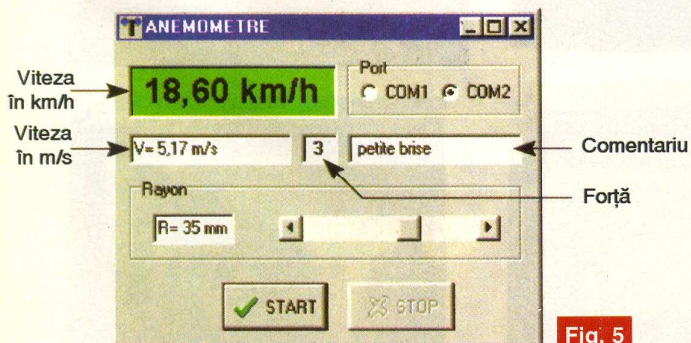 ANEMOMETRE
Viteza
în km/h
18,60 km/h
Port
COM1 COM2
Viteza
în m/s
V= 5,17 m/s
3
petite brise
Comentariu
Forță
Rayon
R= 35 mm
START
STOP
Fig. 5